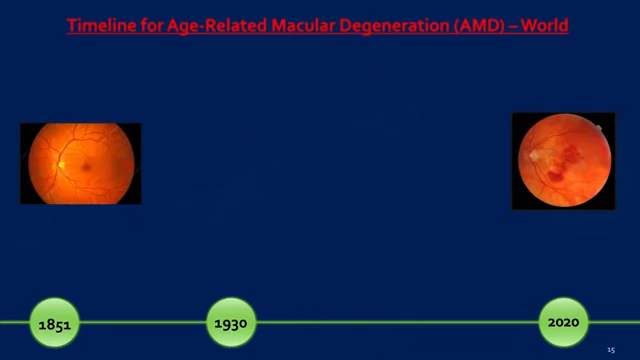 Timeline for Age-Related Macular Degeneration (AMD) – World
1851
1930
2020
15